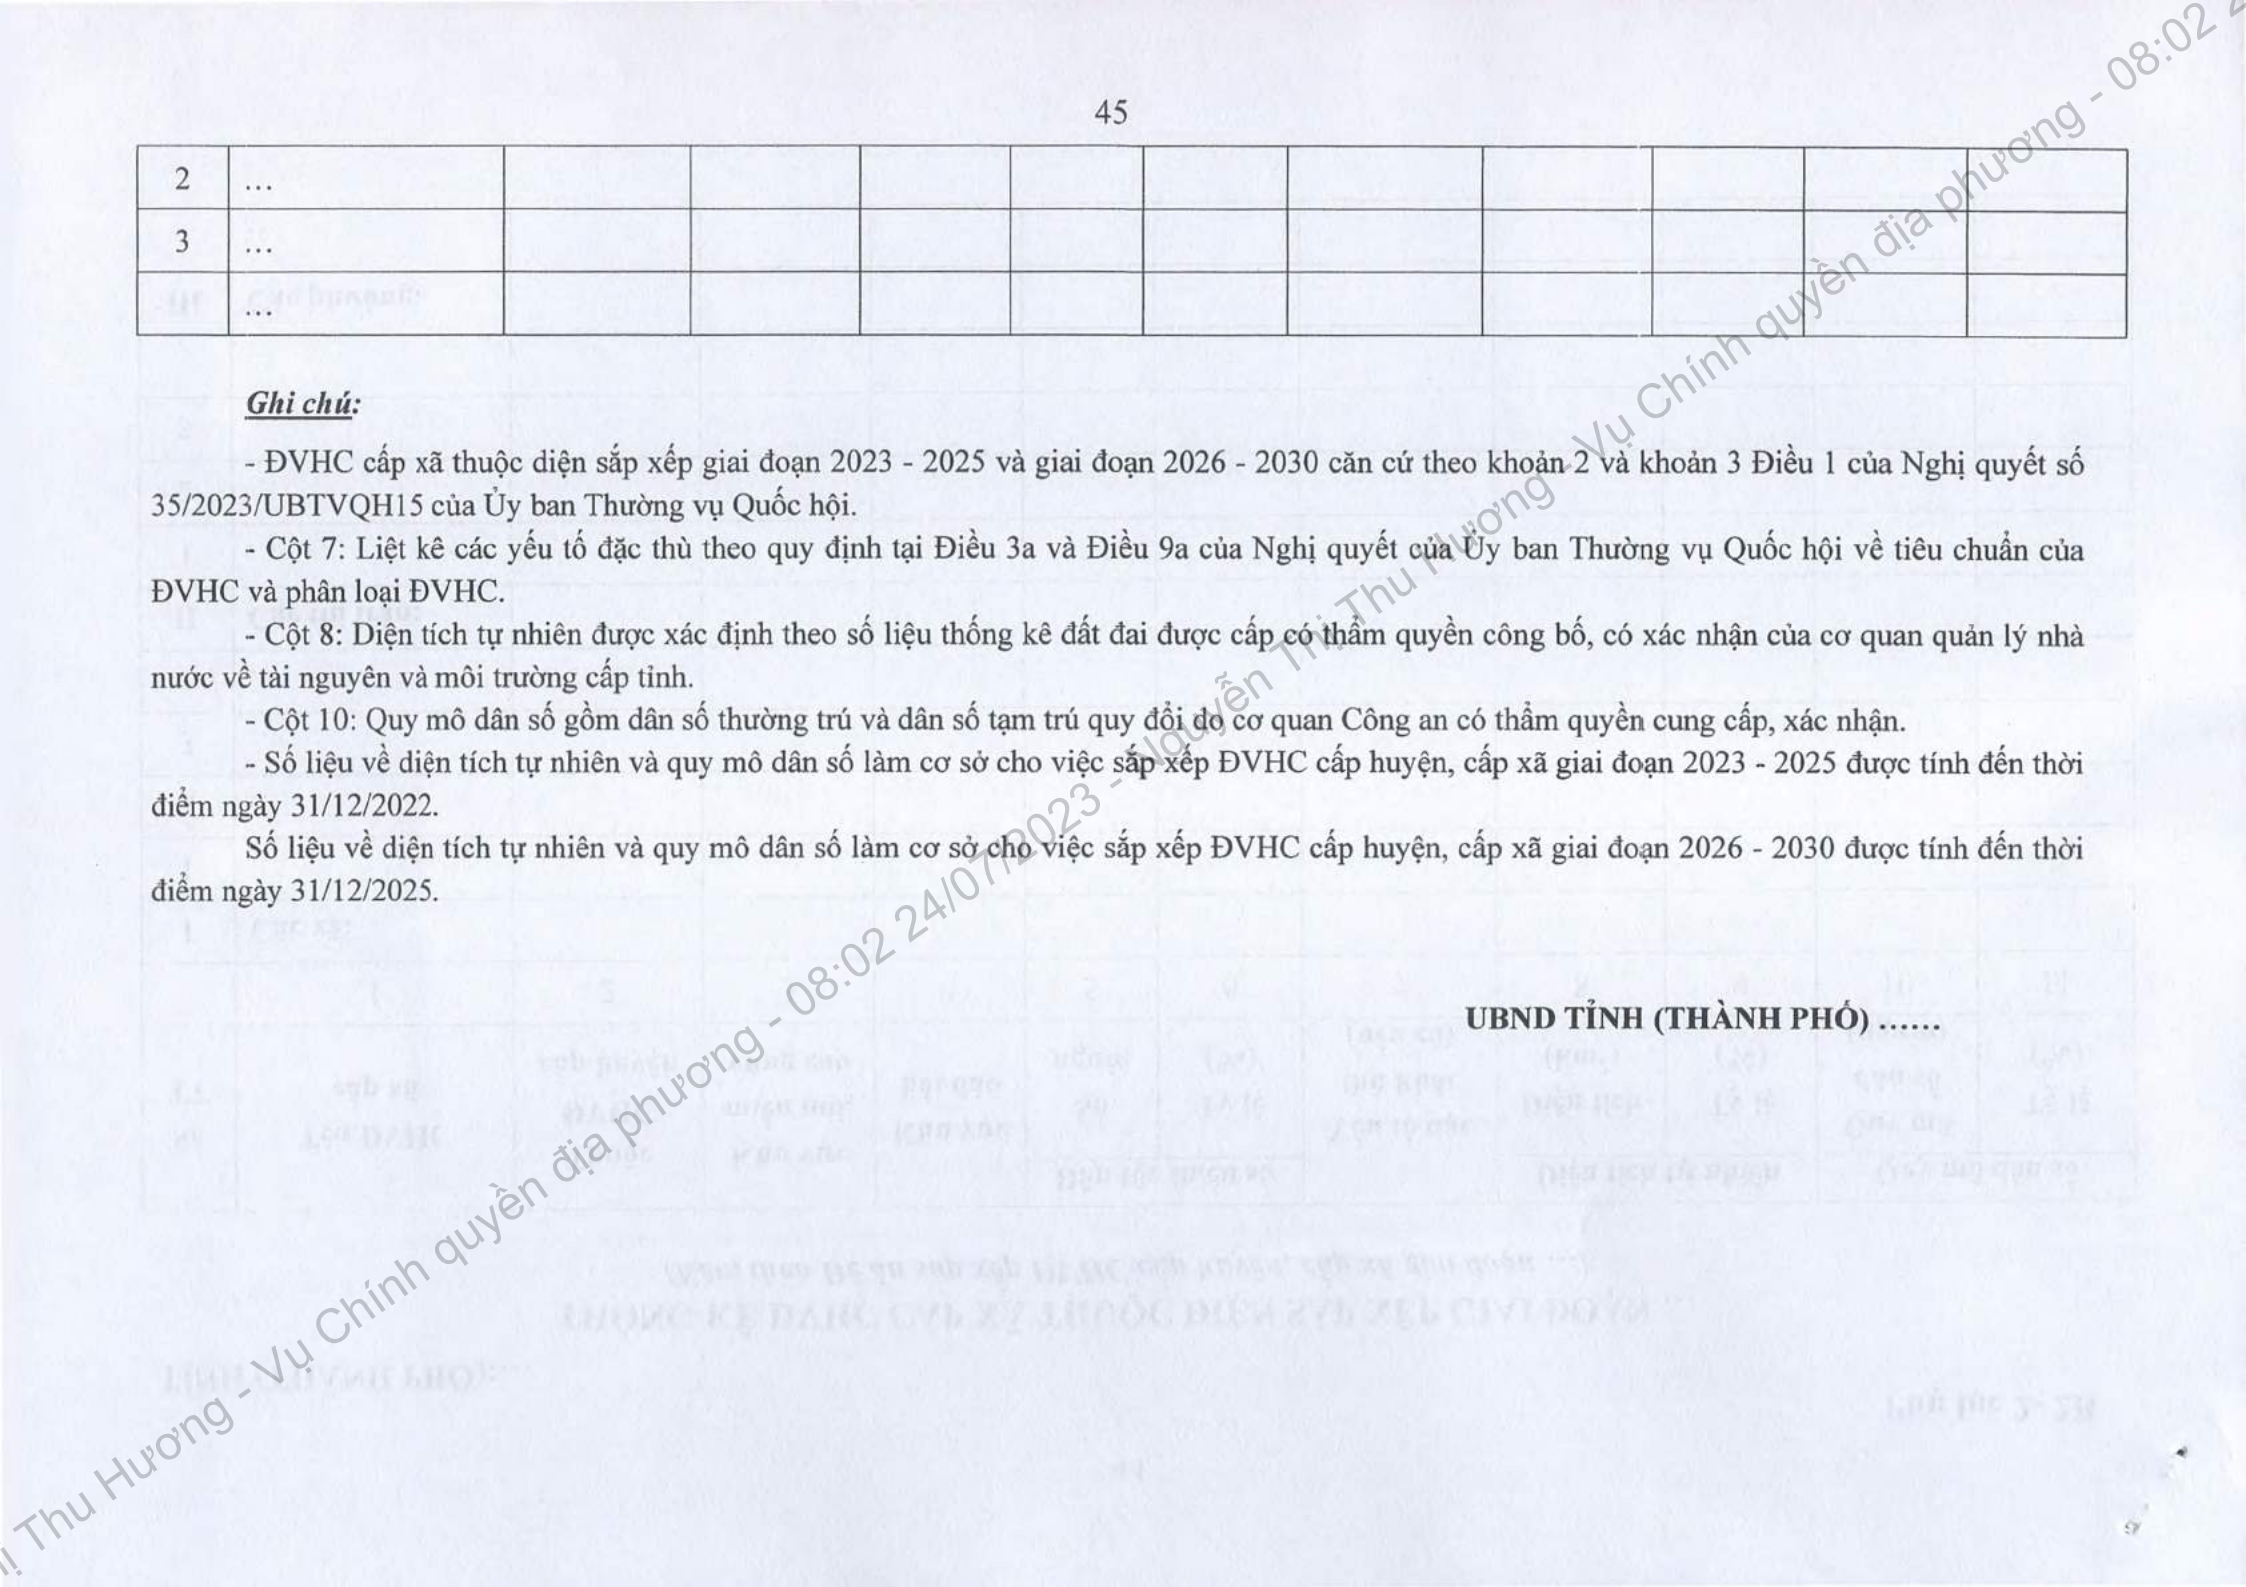 45
2 ...
3 ...
...
Ghi chú:
- ĐVHC cấp xã thuộc diện sắp xếp giai đoạn 2023 - 2025 và giai đoạn 2026 - 2030 căn cứ theo khoản 2 và khoản 3 Điều 1 của Nghị quyết số
35/2023/UBTVQH15 của Ủy ban Thường vụ Quốc hội.
- Cột 7: Liệt kê các yếu tố đặc thù theo quy định tại Điều 3a và Điều 9a của Nghị quyết của Ủy ban Thường vụ Quốc hội về tiêu chuẩn của
ĐVHC và phân loại ĐVHC.
- Cột 8: Diện tích tự nhiên được xác định theo số liệu thống kê đất đai được cấp có thẩm quyền công bố, có xác nhận của cơ quan quản lý nhà
nước về tài nguyên và môi trường cấp tỉnh.
- Cột 10: Quy mô dân số gồm dân số thường trú và dân số tạm trú quy đổi do cơ quan Công an có thẩm quyền cung cấp, xác nhận.
- Số liệu về diện tích tự nhiên và quy mô dân số làm cơ sở cho việc sắp xếp ĐVHC cấp huyện, cấp xã giai đoạn 2023 - 2025 được tính đến thời
điểm ngày 31/12/2022.
Số liệu về diện tích tự nhiên và quy mô dân số làm cơ sở cho việc sắp xếp ĐVHC cấp huyện, cấp xã giai đoạn 2026 - 2030 được tính đến thời
điểm ngày 31/12/2025.
UBND TỈNH (THÀNH PHỐ) ......
Thu Hương - Vụ Chính quyền địa phương - 08:02 24/07/2023 - Nguyễn Thị Thu Hương - Vụ Chính quyền địa phương - 08:02